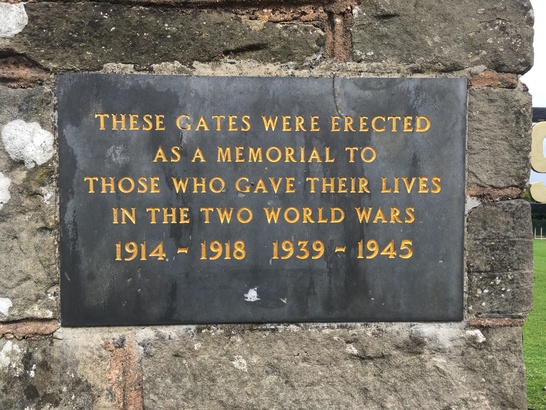 THESE GATES WERE ERECTED
AS A MEMORIAL TO
THOSE WHO GAVE THEIR LIVES
IN THE TWO WORLD WARS
1914 - 1918 1939 - 1945